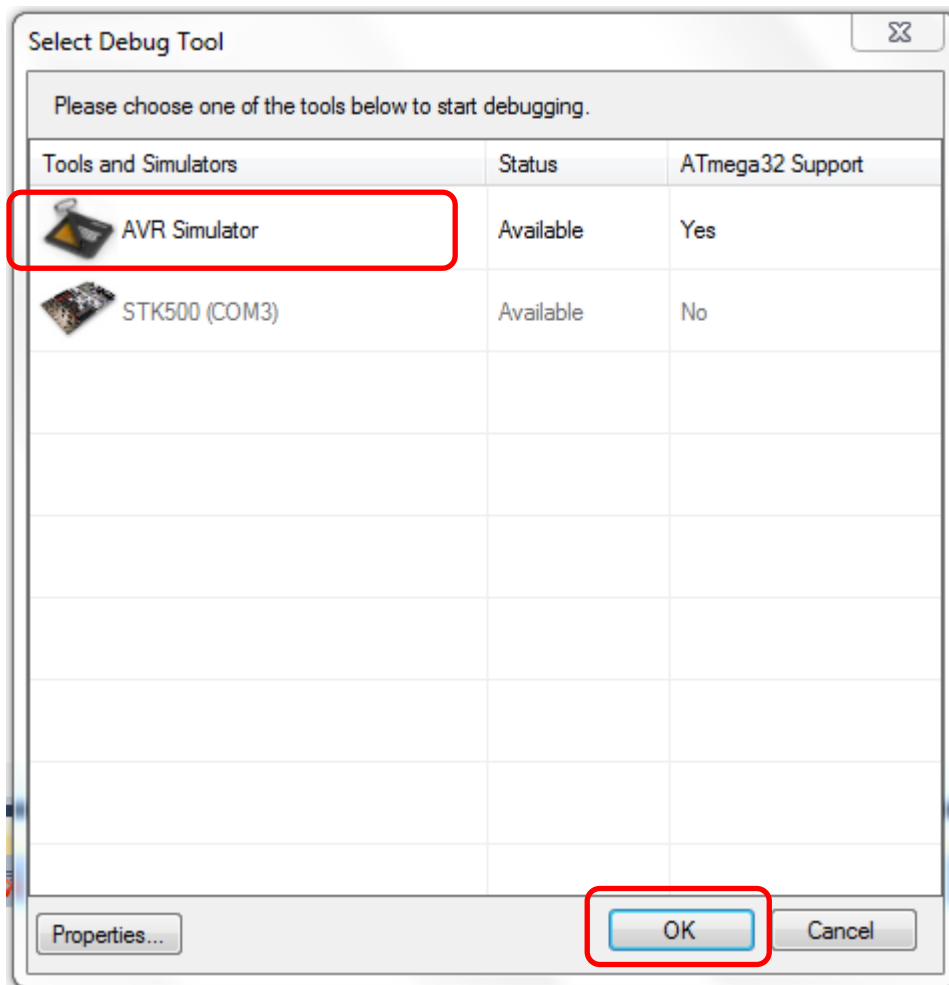 Select Debug Tool
Please choose one of the tools below to start debugging.
Tools and Simulators Status ATmega32 Support
AVR Simulator Available Yes
STK500 (COM3) Available No
Properties... OK Cancel